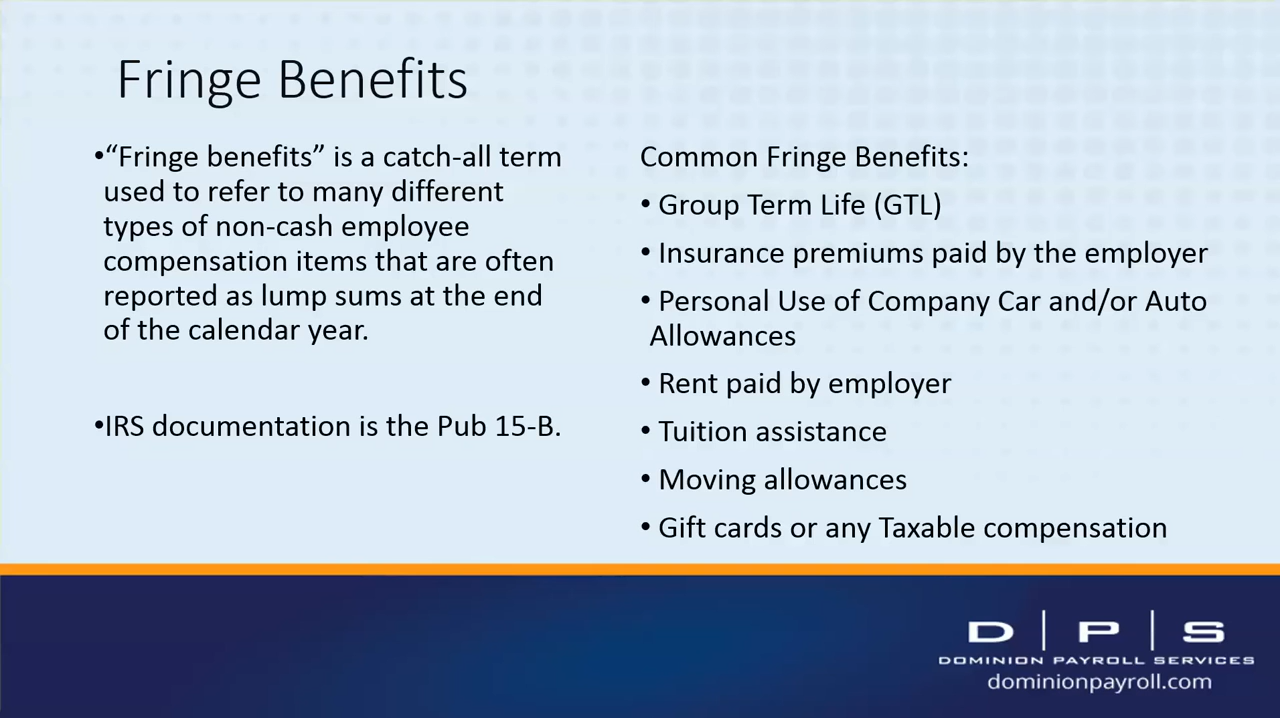 Fringe Benefits
•“Fringe benefits” is a catch-all term
used to refer to many different
types of non-cash employee
compensation items that are often
reported as lump sums at the end
of the calendar year.
•IRS documentation is the Pub 15-B.
Common Fringe Benefits:
• Group Term Life (GTL)
• Insurance premiums paid by the employer
• Personal Use of Company Car and/or Auto
Allowances
• Rent paid by employer
• Tuition assistance
• Moving allowances
• Gift cards or any Taxable compensation
D|P|S
DOMINION PAYROLL SERVICES
dominionpayroll.com